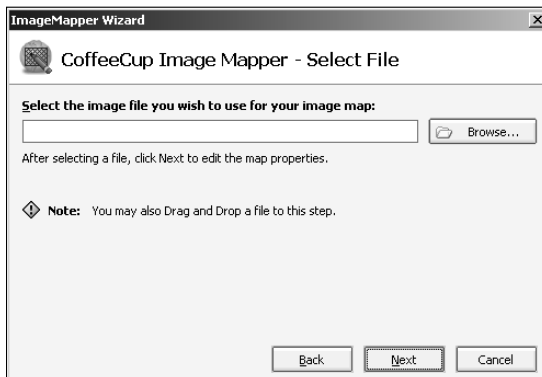 ImageMapper Wizard
CoffeeCup Image Mapper - Select File
Select the image file you wish to use for your image map:
Browse...
After selecting a file, click Next to edit the map properties.
Note: You may also Drag and Drop a file to this step.
Back Next Cancel